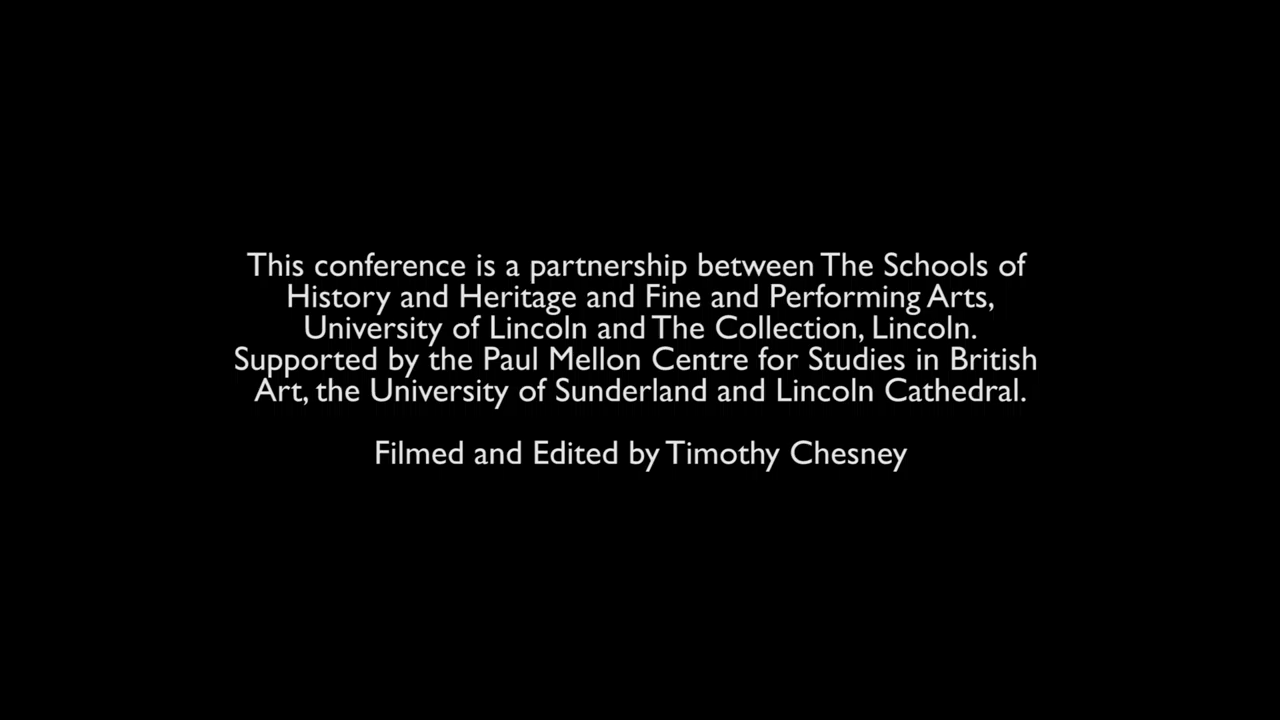 This conference is a partnership between The Schools of
History and Heritage and Fine and Performing Arts,
University of Lincoln and The Collection, Lincoln.
Supported by the Paul Mellon Centre for Studies in British
Art, the University of Sunderland and Lincoln Cathedral.
Filmed and Edited by Timothy Chesney